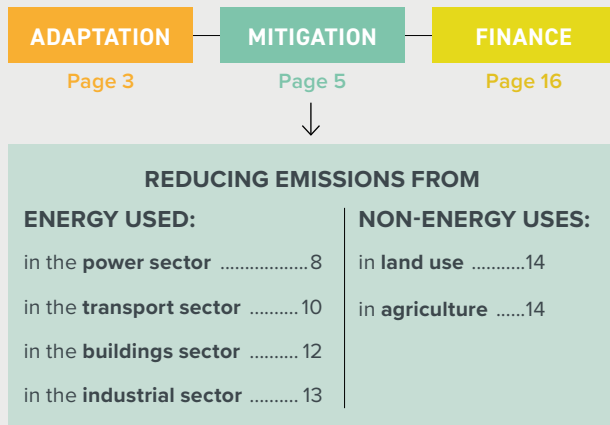 ADAPTATION MITIGATION FINANCE
Page 3 Page 5 Page 16
REDUCING EMISSIONS FROM
ENERGY USED:
in the power sector ..................8
in the transport sector .......... 10
in the buildings sector .......... 12
in the industrial sector .......... 13
NON-ENERGY USES:
in land use ...........14
in agriculture ......14